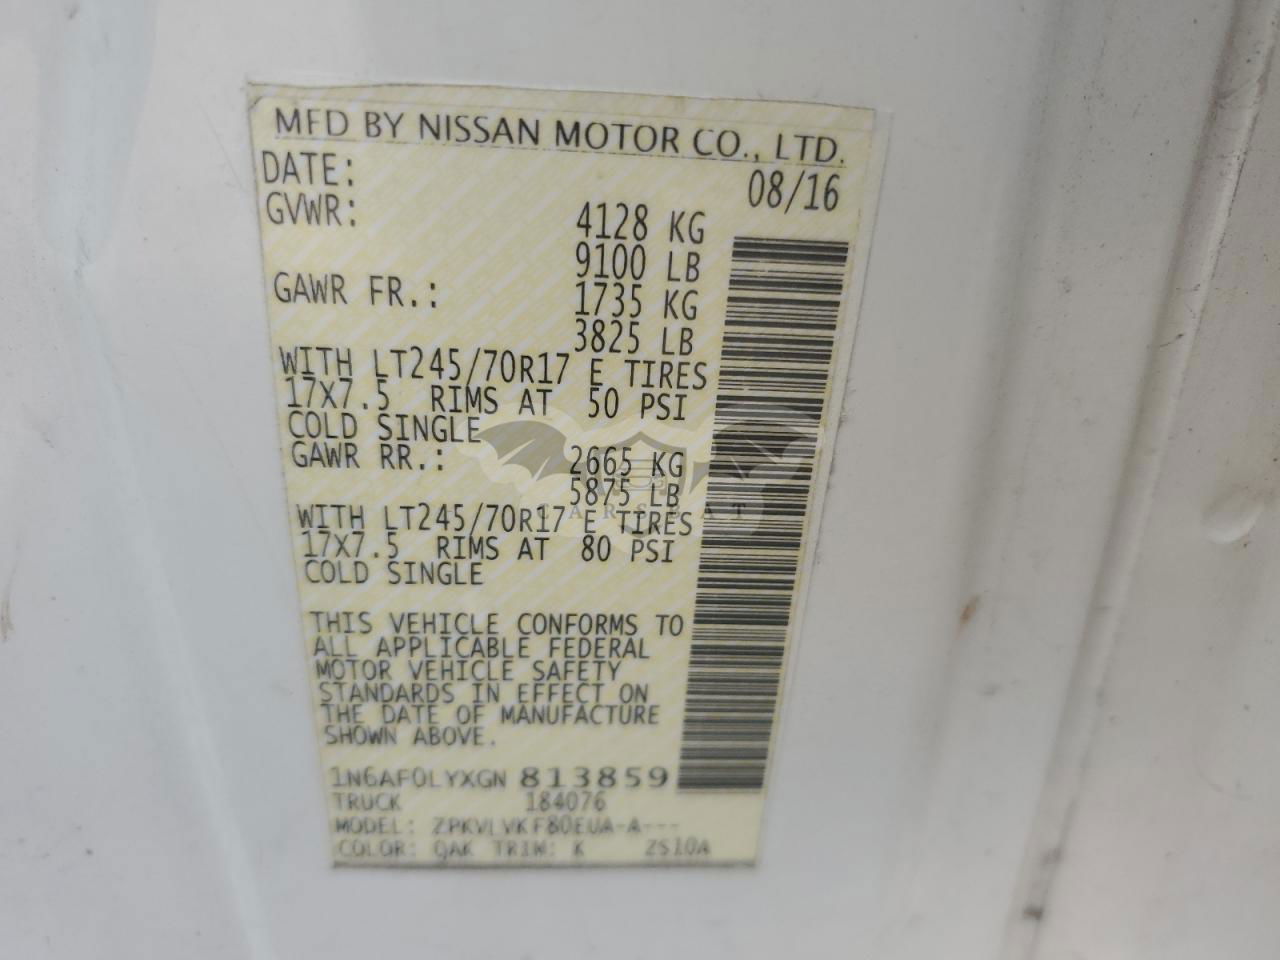 MFD BY NISSAN MOTOR CO., LTD.
DATE: 08/16
GVWR: 4128 KG
9100 LB
GAWR FR.: 1735 KG
3825 LB
WITH LT245/70R17 E TIRES
17X7.5 RIMS AT 50 PSI
COLD SINGLE
GAWR RR.: 2665 KG
5875 LB
CARSBAT
WITH LT245/70R17 E TIRES
17X7.5 RIMS AT 80 PSI
COLD SINGLE
THIS VEHICLE CONFORMS TO
ALL APPLICABLE FEDERAL
MOTOR VEHICLE SAFETY
STANDARDS IN EFFECT ON
THE DATE OF MANUFACTURE
SHOWN ABOVE.
1N6AF0LYXGN 813859
TRUCK 184076
MODEL: ZPKVLVKF80EUA-A---
COLOR: QAK TRIM: K ZS10A